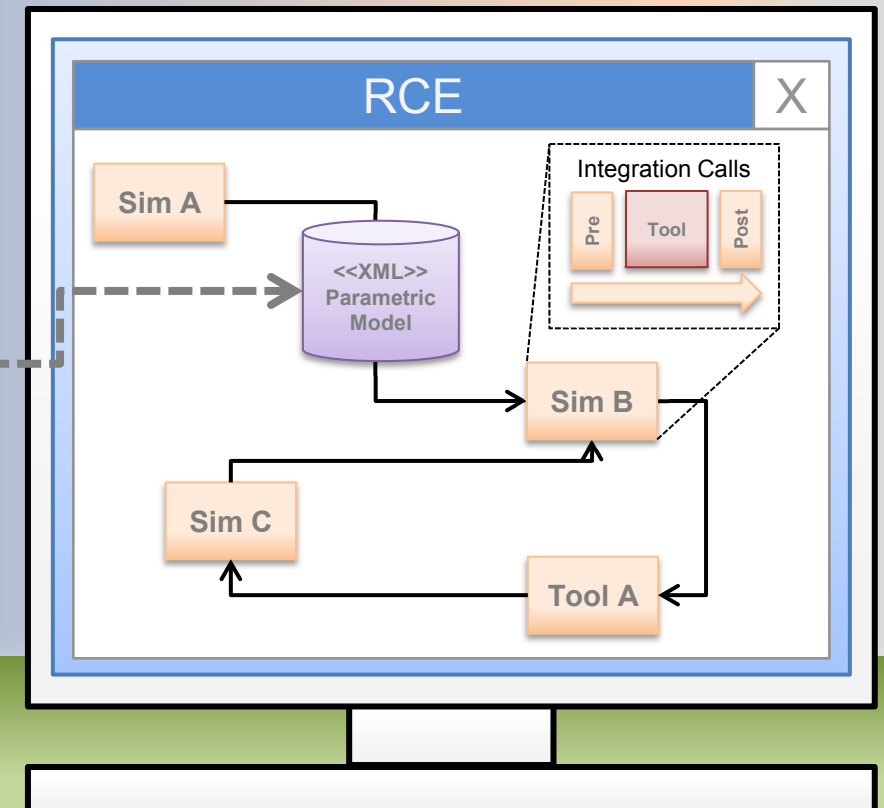 RCE
X
Sim A
Integration Calls
Pre
Tool
Post
<<XML>>
Parametric
Model
Sim B
Sim C
Tool A